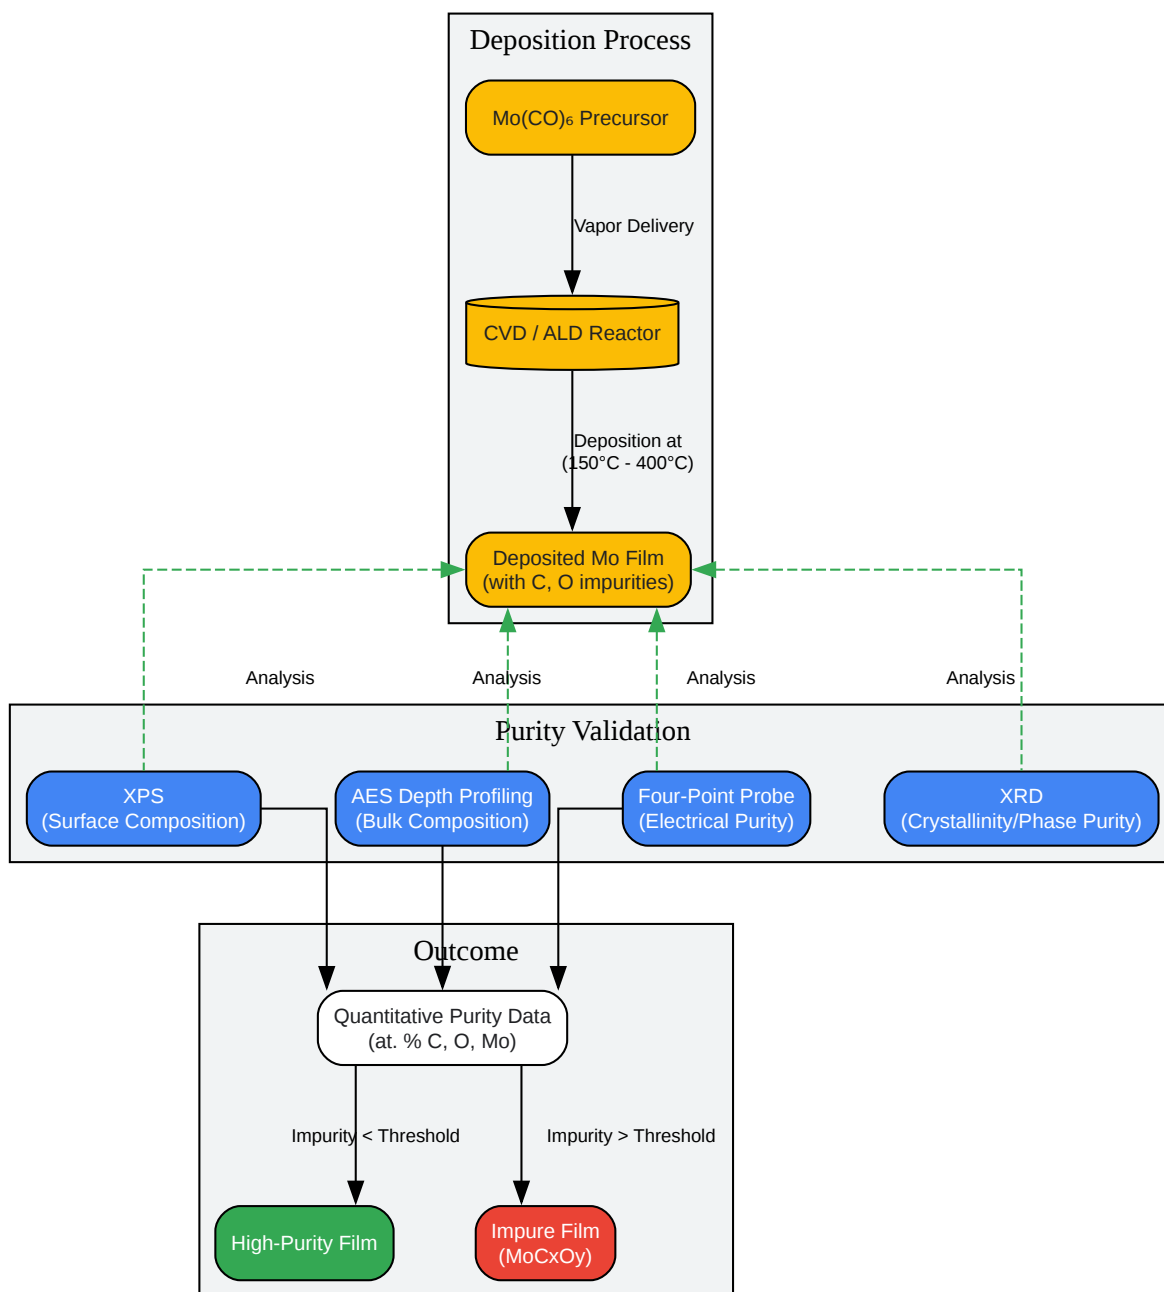 Deposition Process
Mo(CO)₆ Precursor
Vapor Delivery
CVD / ALD Reactor
Deposition at
(150°C - 400°C)
Deposited Mo Film
(with C, O impurities)
Analysis
Analysis
Analysis
Analysis
Purity Validation
XPS
(Surface Composition)
AES Depth Profiling
(Bulk Composition)
Four-Point Probe
(Electrical Purity)
XRD
(Crystallinity/Phase Purity)
Outcome
Quantitative Purity Data
(at. % C, O, Mo)
Impurity < Threshold
Impurity > Threshold
High-Purity Film
Impure Film
(MoCxOy)